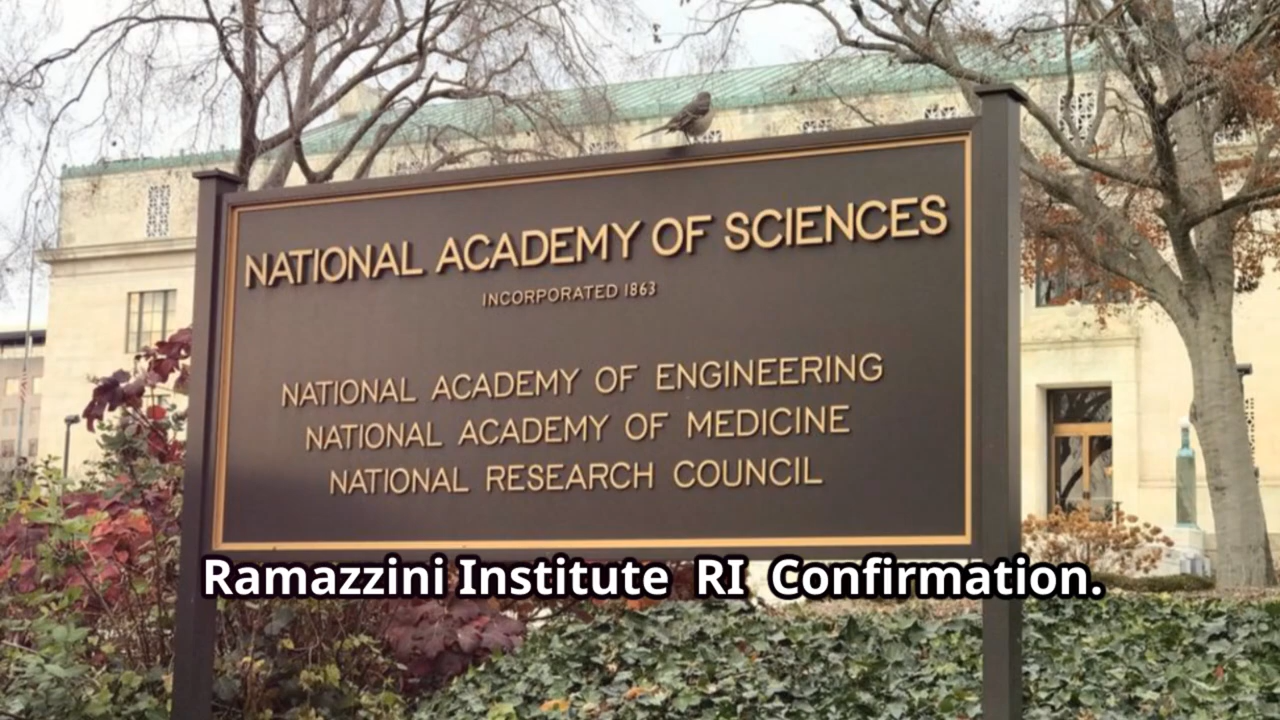 NATIONAL ACADEMY OF SCIENCES
INCORPORATED 1863
NATIONAL ACADEMY OF ENGINEERING
NATIONAL ACADEMY OF MEDICINE
NATIONAL RESEARCH COUNCIL
Ramazzini Institute RI Confirmation.